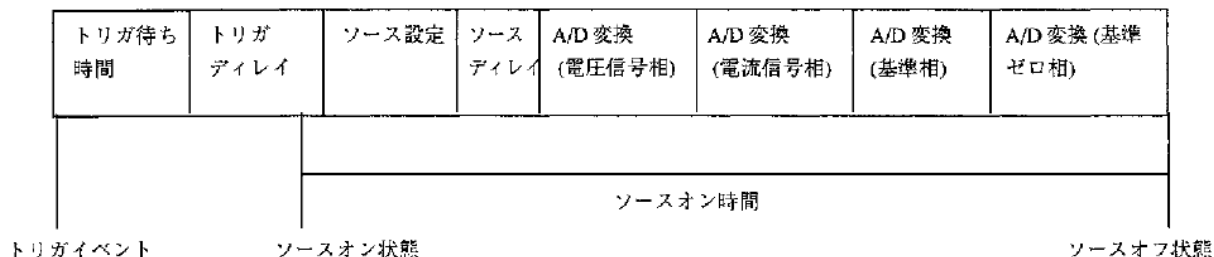 トリガ待ち
時間
トリガ
ディレイ
ソース設定
ソース
ディレイ
A/D 変換
(電圧信号相)
A/D 変換
(電流信号相)
A/D 変換
(基準相)
A/D 変換 (基準
ゼロ相)
ソースオン時間
トリガイベント
ソースオン状態
ソースオフ状態